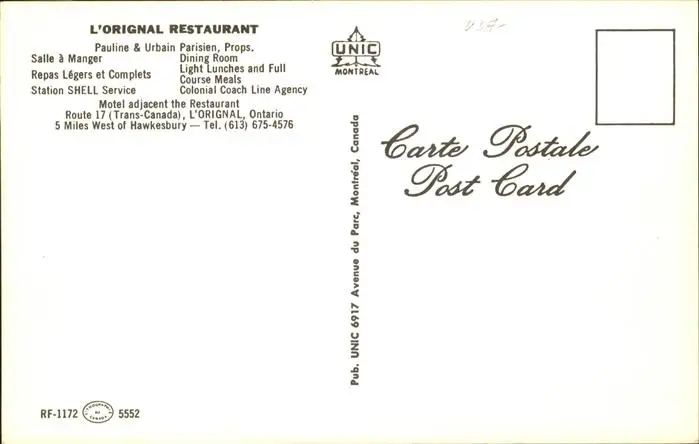 L'ORIGNAL RESTAURANT
Pauline & Urbain Parisien, Props.
Salle à Manger
Dining Room
Repas Légers et Complets
Light Lunches and Full
Course Meals
Station SHELL Service
Colonial Coach Line Agency
Motel adjacent the Restaurant
Route 17 (Trans-Canada), L'ORIGNAL, Ontario
5 Miles West of Hawkesbury — Tel. (613) 675-4576
UNIC
MONTREAL
Carte Postale
Post Card
Pub. UNIC 6917 Avenue du Parc, Montréal, Canada
RF-1172
5552